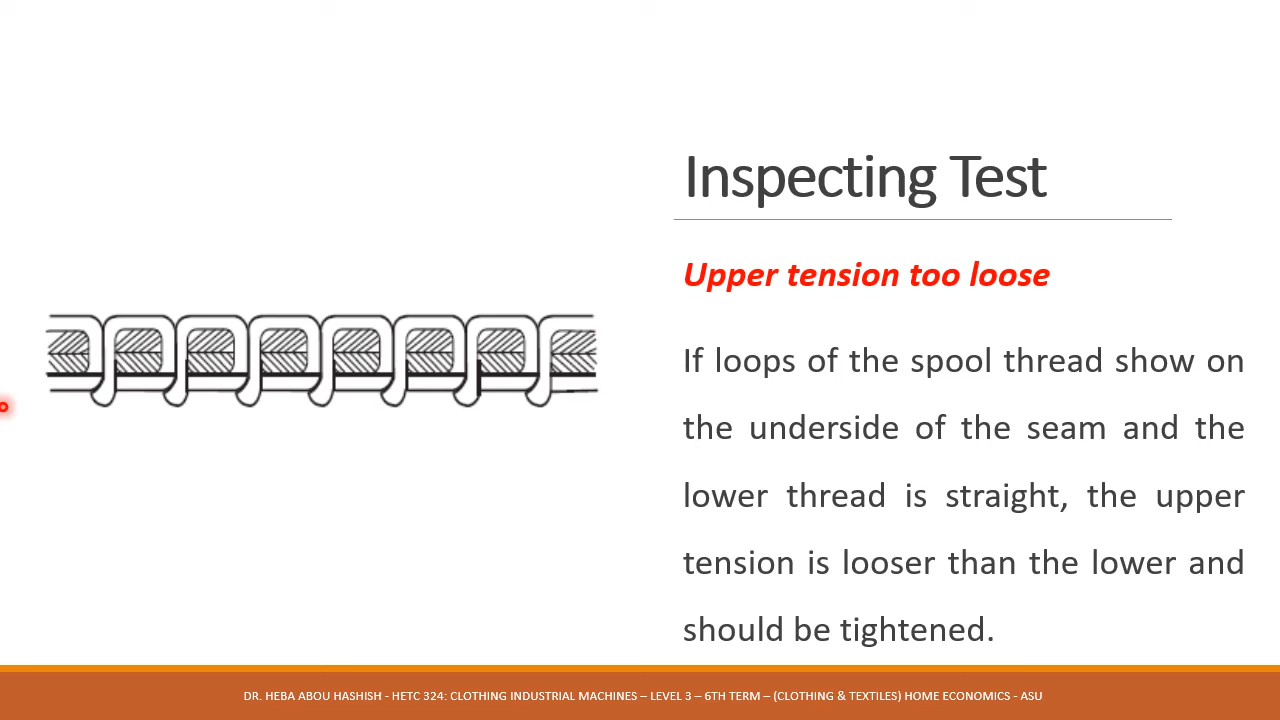 Inspecting Test
Upper tension too loose
If loops of the spool thread show on
the underside of the seam and the
lower thread is straight, the upper
tension is looser than the lower and
should be tightened.
DR. HEBA ABOU HASHISH - HETC 324: CLOTHING INDUSTRIAL MACHINES – LEVEL 3 – 6TH TERM – (CLOTHING & TEXTILES) HOME ECONOMICS - ASU